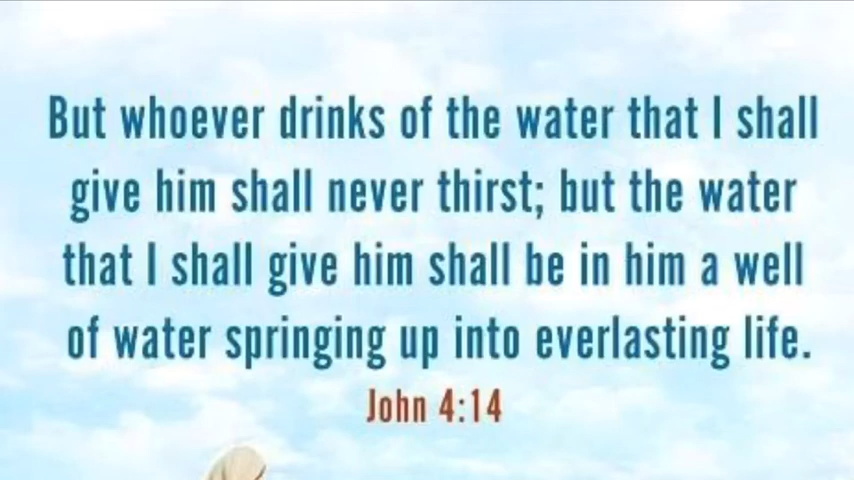 But whoever drinks of the water that I shall
give him shall never thirst; but the water
that I shall give him shall be in him a well
of water springing up into everlasting life.
John 4:14